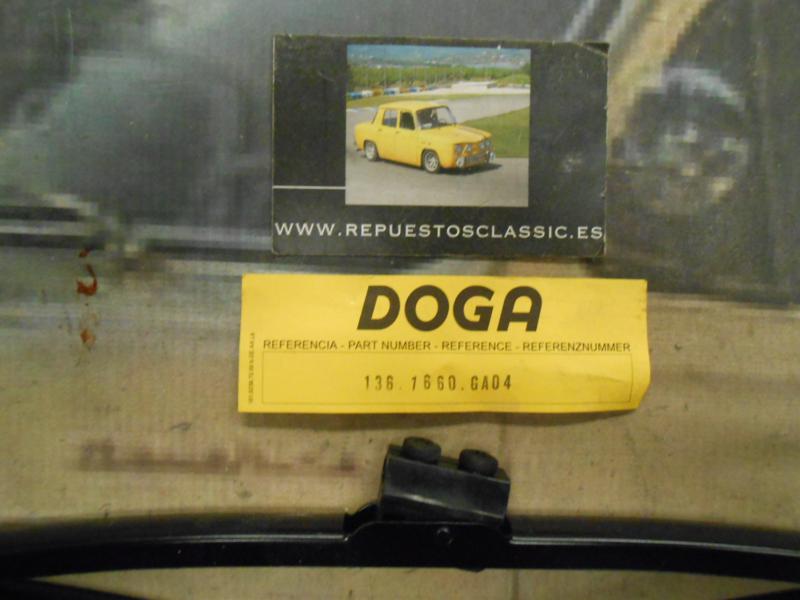 WWW.REPUESTOSCLASSIC.ES
DOGA
REFERENCIA - PART NUMBER - REFERENCE - REFERENZNUMMER
136.1660.GA04